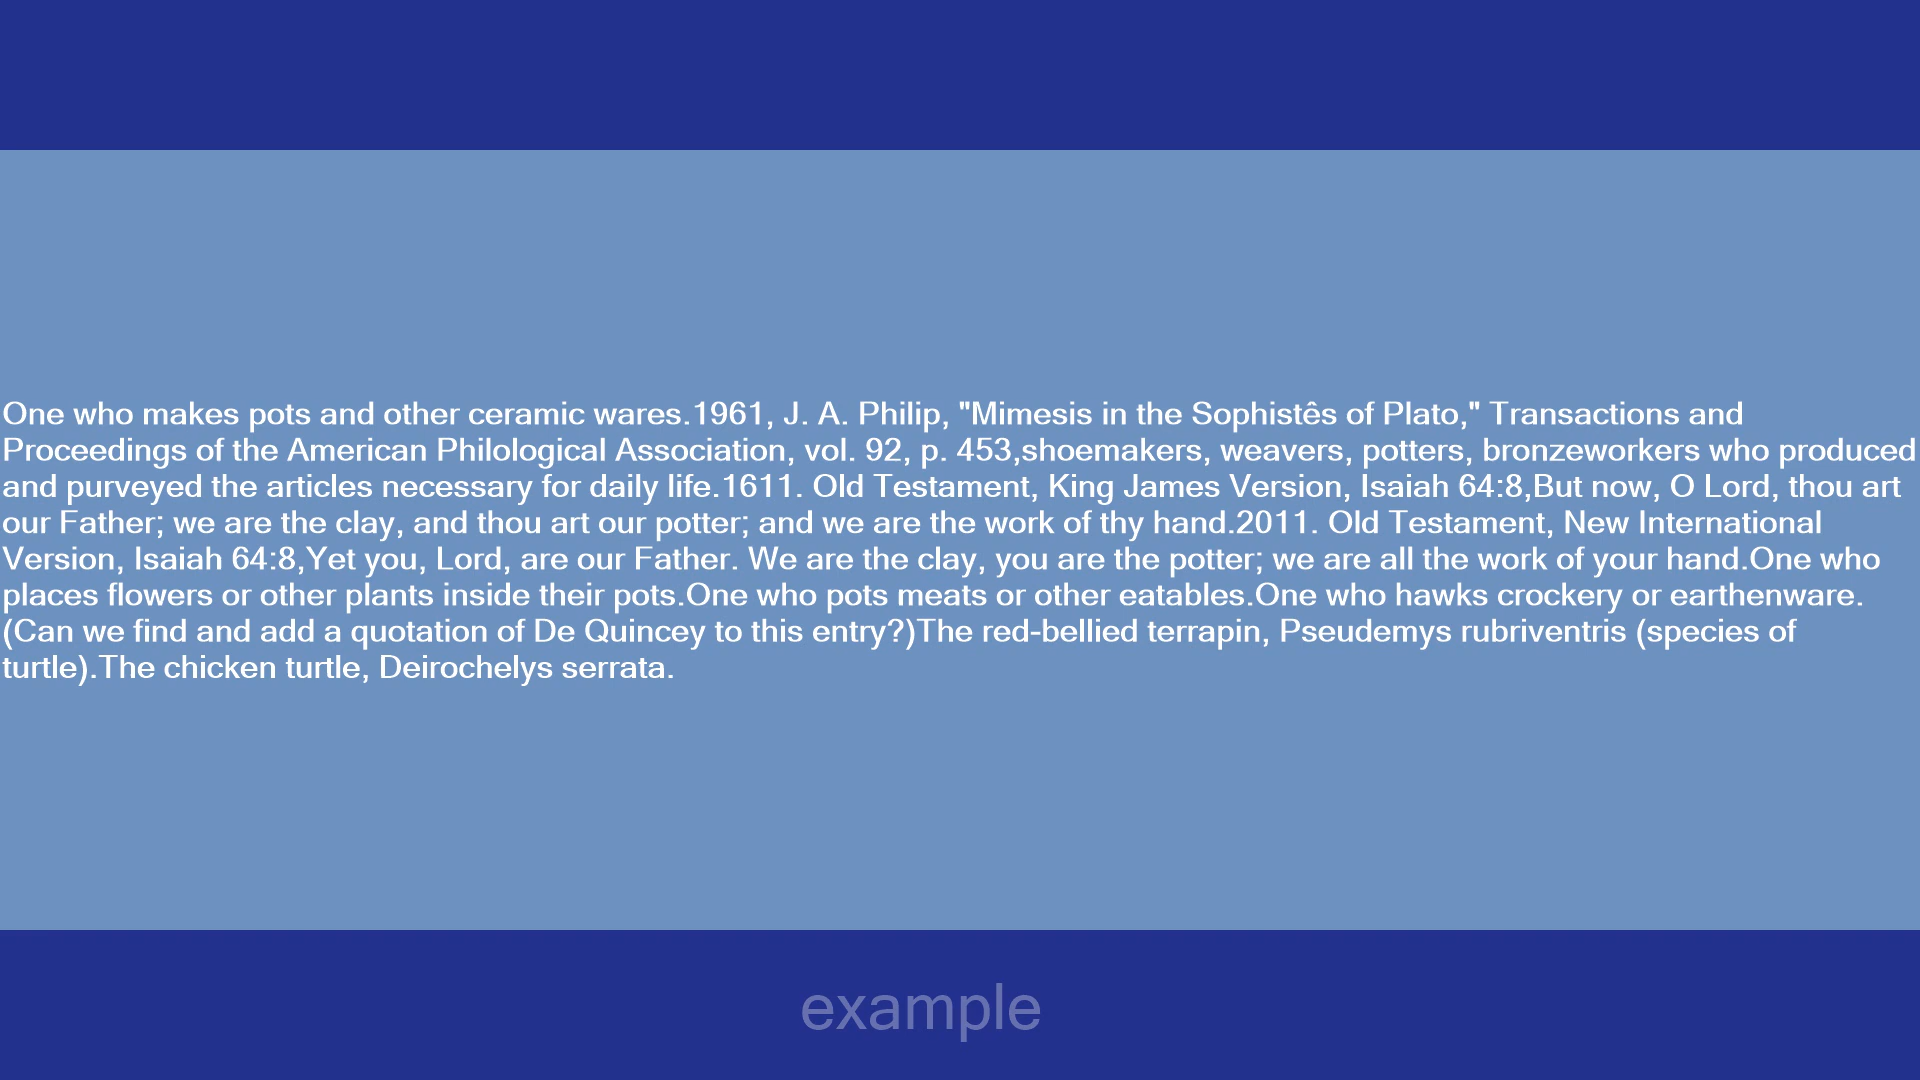 One who makes pots and other ceramic wares.1961, J. A. Philip, "Mimesis in the Sophistês of Plato," Transactions and
Proceedings of the American Philological Association, vol. 92, p. 453,shoemakers, weavers, potters, bronzeworkers who produced
and purveyed the articles necessary for daily life.1611. Old Testament, King James Version, Isaiah 64:8,But now, O Lord, thou art
our Father; we are the clay, and thou art our potter; and we are the work of thy hand.2011. Old Testament, New International
Version, Isaiah 64:8,Yet you, Lord, are our Father. We are the clay, you are the potter; we are all the work of your hand.One who
places flowers or other plants inside their pots.One who pots meats or other eatables.One who hawks crockery or earthenware.
(Can we find and add a quotation of De Quincey to this entry?)The red-bellied terrapin, Pseudemys rubriventris (species of
turtle).The chicken turtle, Deirochelys serrata.
example